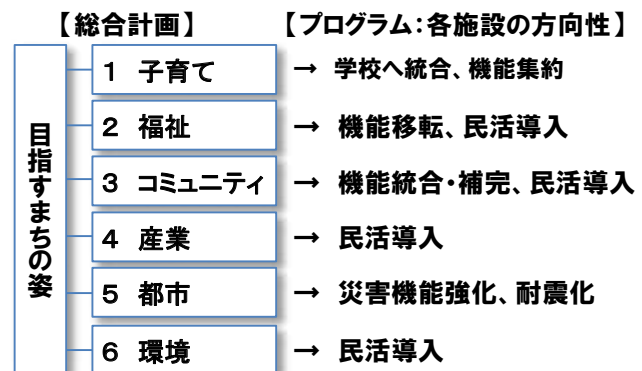 【総合計画】 【プログラム:各施設の方向性】
目指すまちの姿
1 子育て → 学校へ統合、機能集約
2 福祉 → 機能移転、民活導入
3 コミュニティ → 機能統合・補完、民活導入
4 産業 → 民活導入
5 都市 → 災害機能強化、耐震化
6 環境 → 民活導入